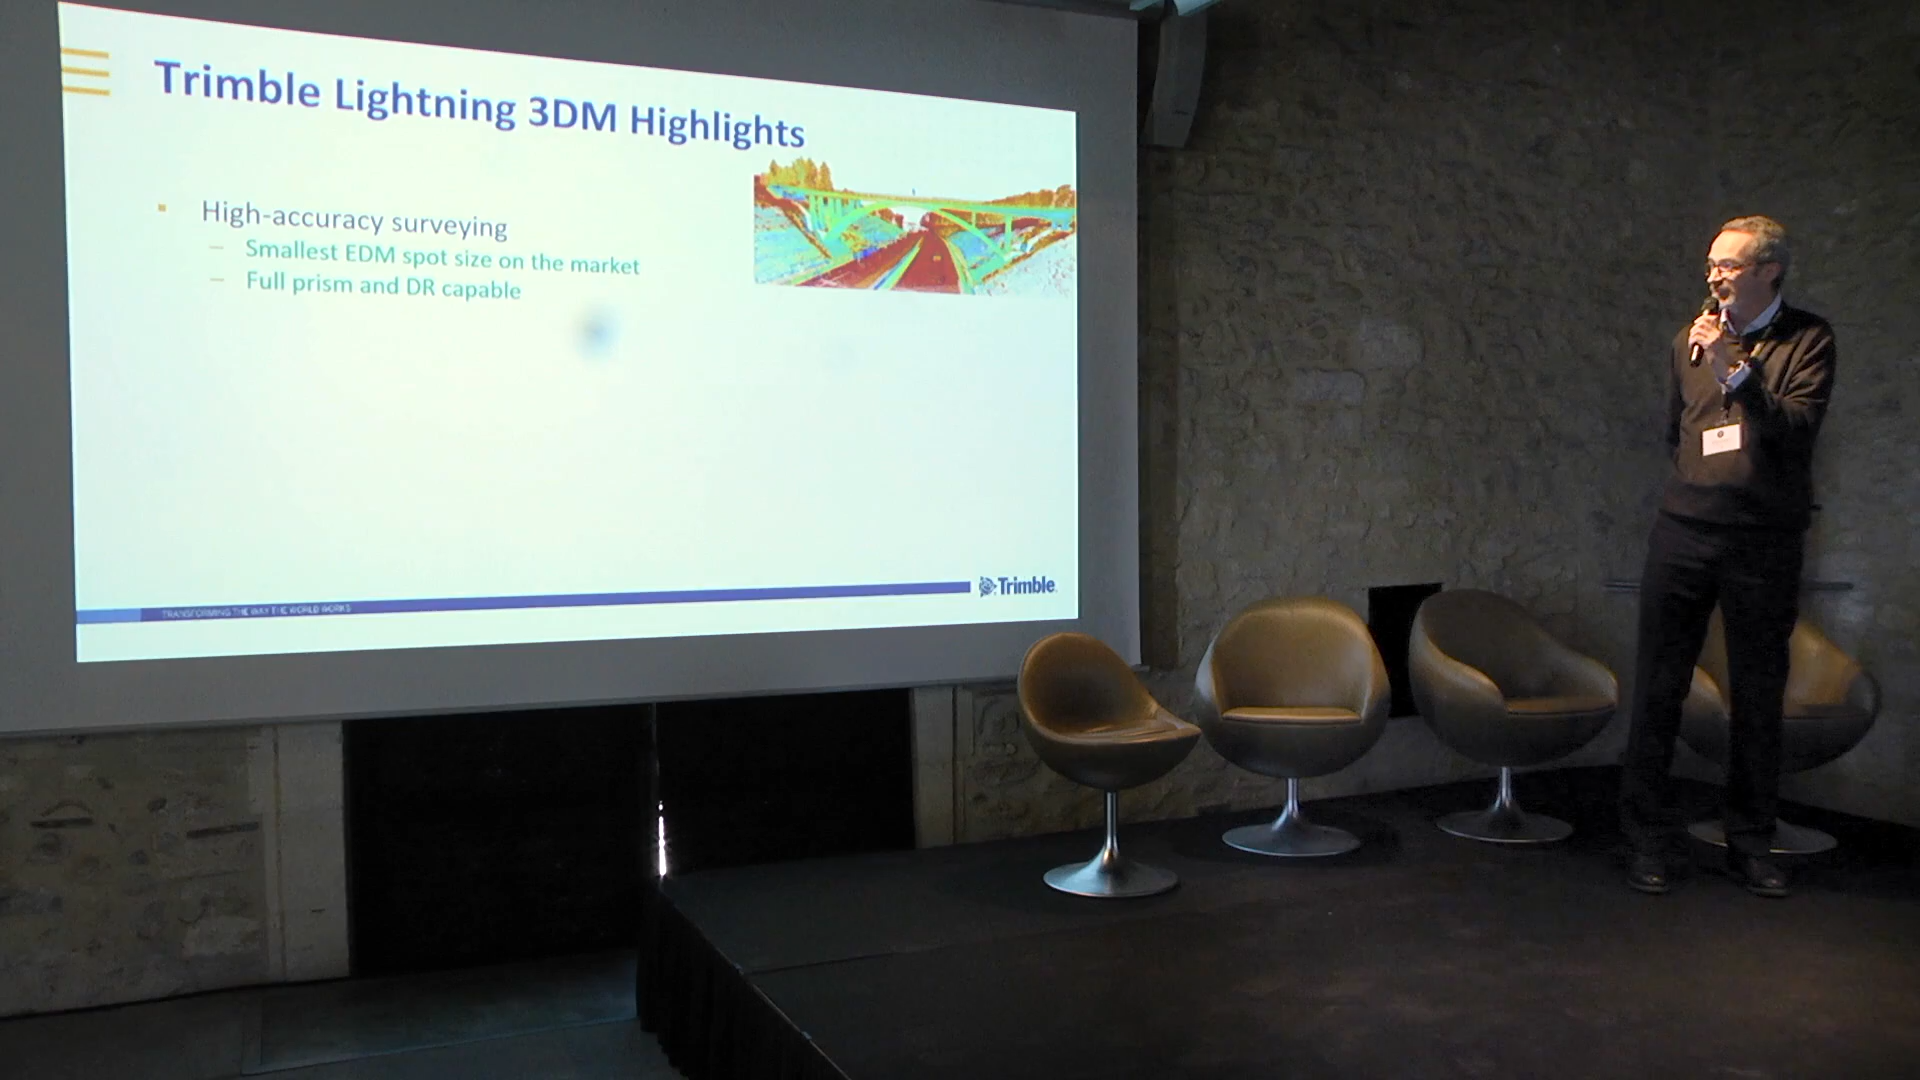 Trimble Lightning 3DM Highlights
High-accuracy surveying
Smallest EDM spot size on the market
Full prism and DR capable
TRANSFORMING THE WAY THE WORLD WORKS
Trimble